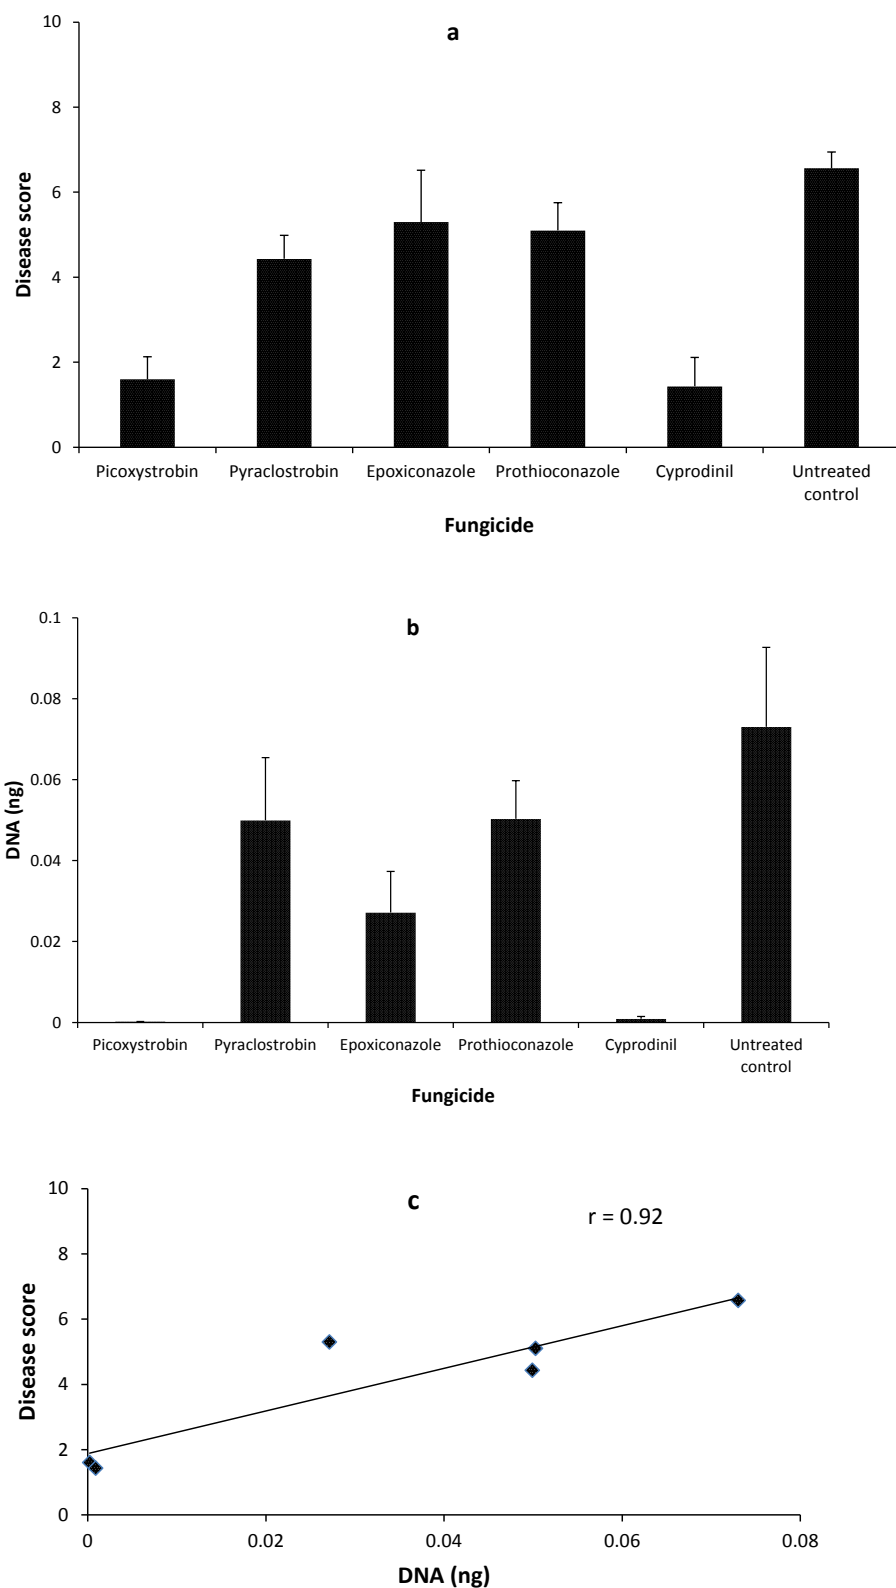 a
10
8
6
4
2
0
Disease score
Picoxystrobin Pyraclostrobin Epoxiconazole Prothioconazole Cyprodinil Untreated
control
Fungicide
b
0.1
0.08
0.06
0.04
0.02
0
DNA (ng)
Picoxystrobin Pyraclostrobin Epoxiconazole Prothioconazole Cyprodinil Untreated
control
Fungicide
c
r = 0.92
10
8
6
4
2
0
Disease score
0 0.02 0.04 0.06 0.08
DNA (ng)